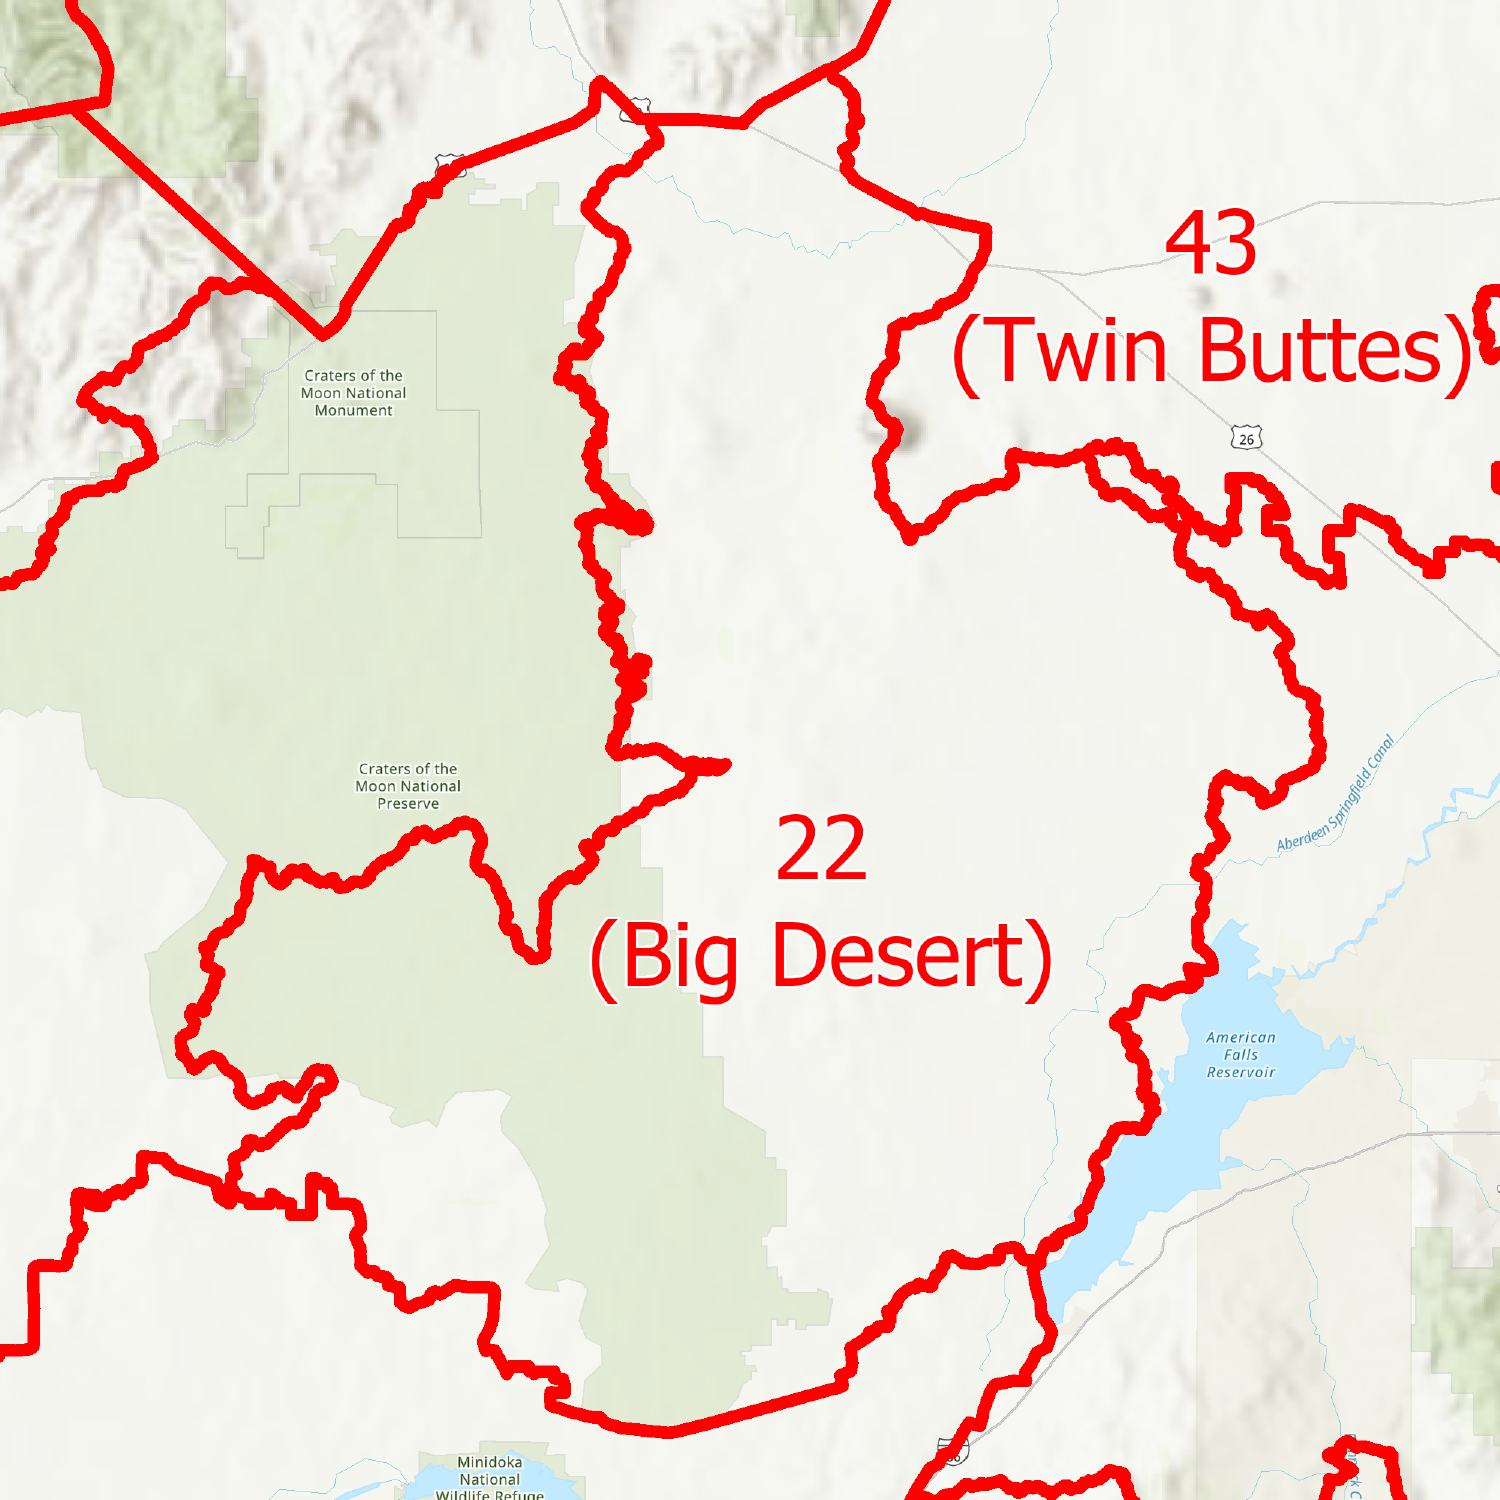 43
(Twin Buttes)
Craters of the
Moon National
Monument
26
Aberdeen Springfield Canal
Craters of the
Moon National
Preserve
22
(Big Desert)
American
Falls
Reservoir
Minidoka
National
Wildlife Refuge